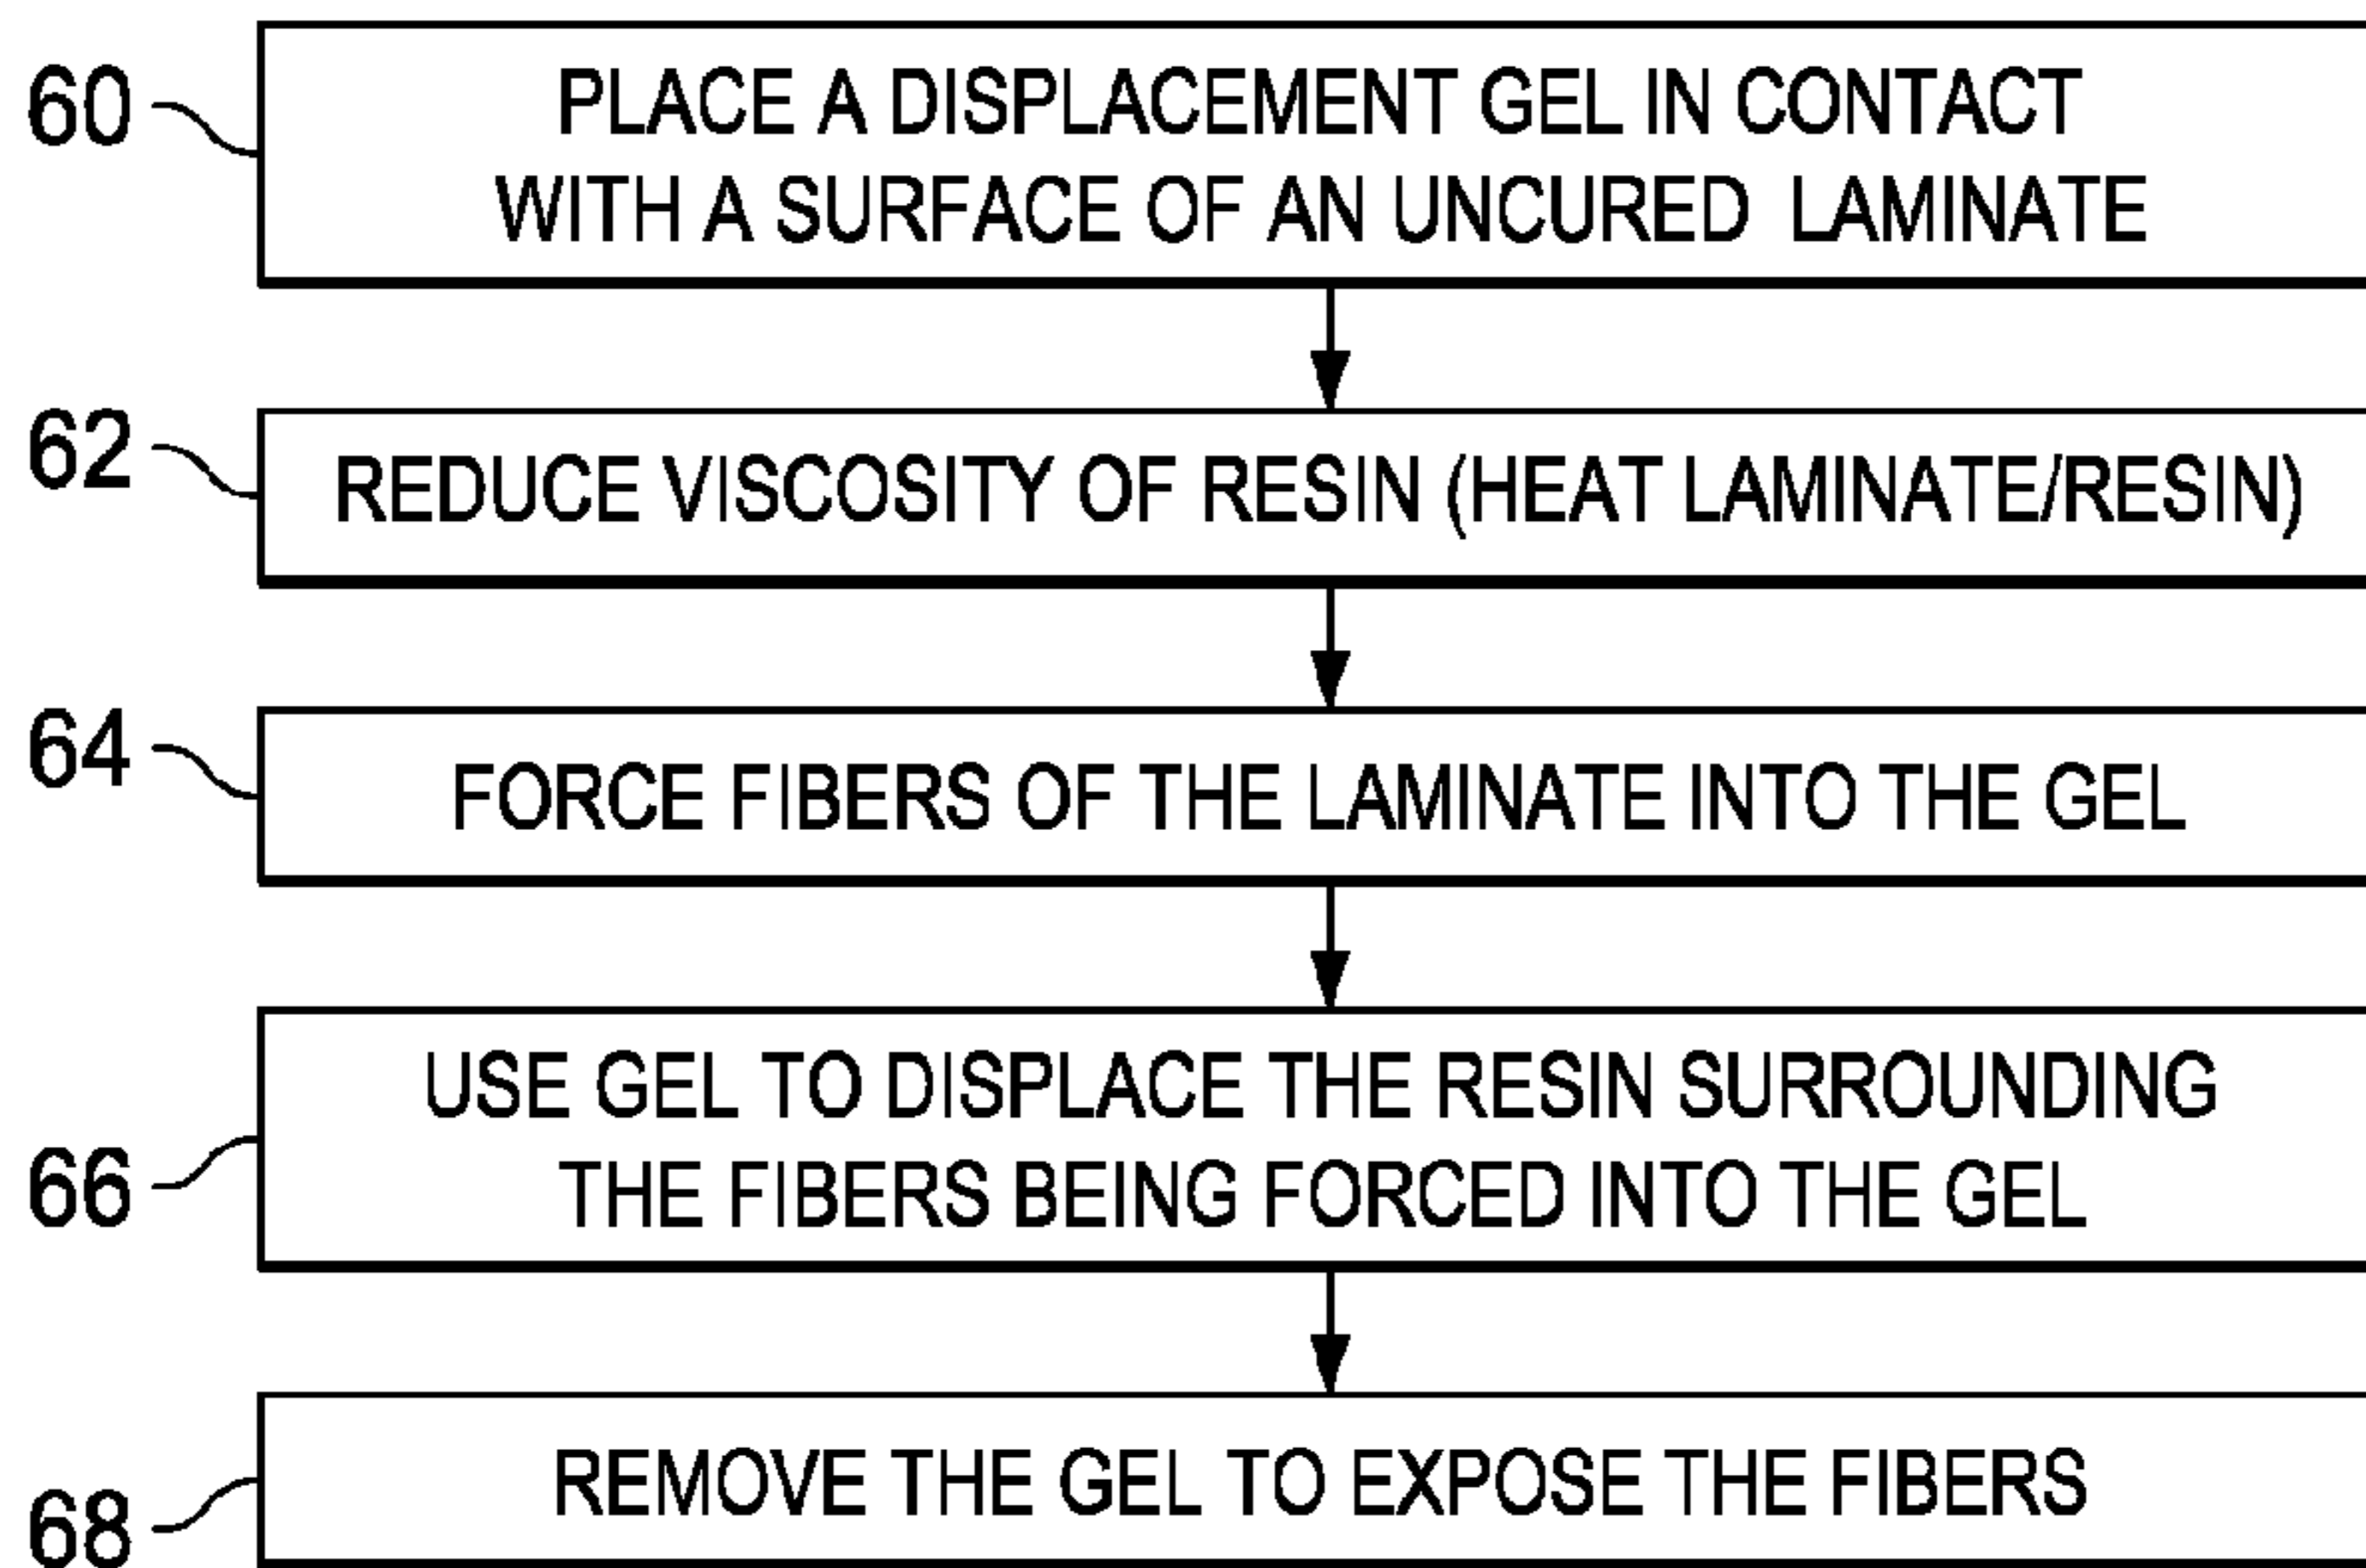 60
PLACE A DISPLACEMENT GEL IN CONTACT
WITH A SURFACE OF AN UNCURED LAMINATE
62
REDUCE VISCOSITY OF RESIN (HEAT LAMINATE/RESIN)
64
FORCE FIBERS OF THE LAMINATE INTO THE GEL
66
USE GEL TO DISPLACE THE RESIN SURROUNDING
THE FIBERS BEING FORCED INTO THE GEL
68
REMOVE THE GEL TO EXPOSE THE FIBERS